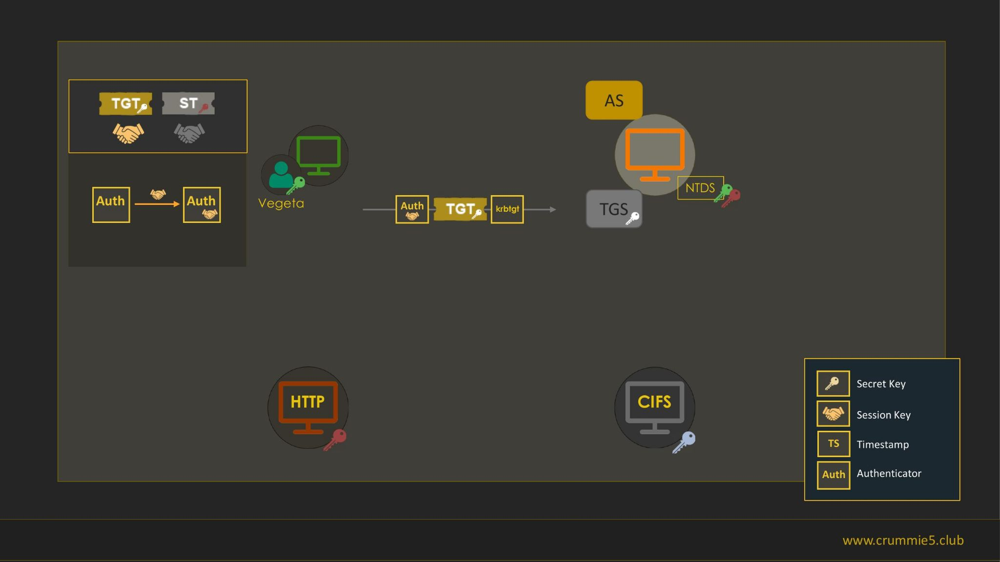 TGT
ST
Auth
Auth
Vegeta
Auth
TGT
krbtgt
AS
NTDS
TGS
HTTP
CIFS
Secret Key
Session Key
TS
Timestamp
Auth
Authenticator
www.crummie5.club